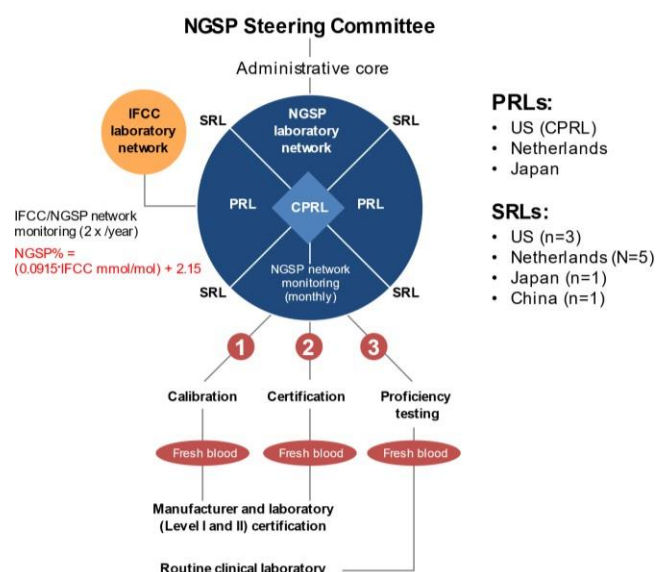 NGSP Steering Committee
Administrative core
IFCC
laboratory
network
SRL
NGSP
laboratory
network
SRL
PRL
CPRL
PRL
IFCC/NGSP network
monitoring (2 x /year)
NGSP% =
(0.0915·IFCC mmol/mol) + 2.15
SRL
NGSP network
monitoring
(monthly)
SRL
PRLs:
• US (CPRL)
• Netherlands
• Japan
SRLs:
• US (n=3)
• Netherlands (N=5)
• Japan (n=1)
• China (n=1)
1
2
3
Calibration
Certification
Proficiency
testing
Fresh blood
Fresh blood
Fresh blood
Manufacturer and laboratory
(Level I and II) certification
Routine clinical laboratory